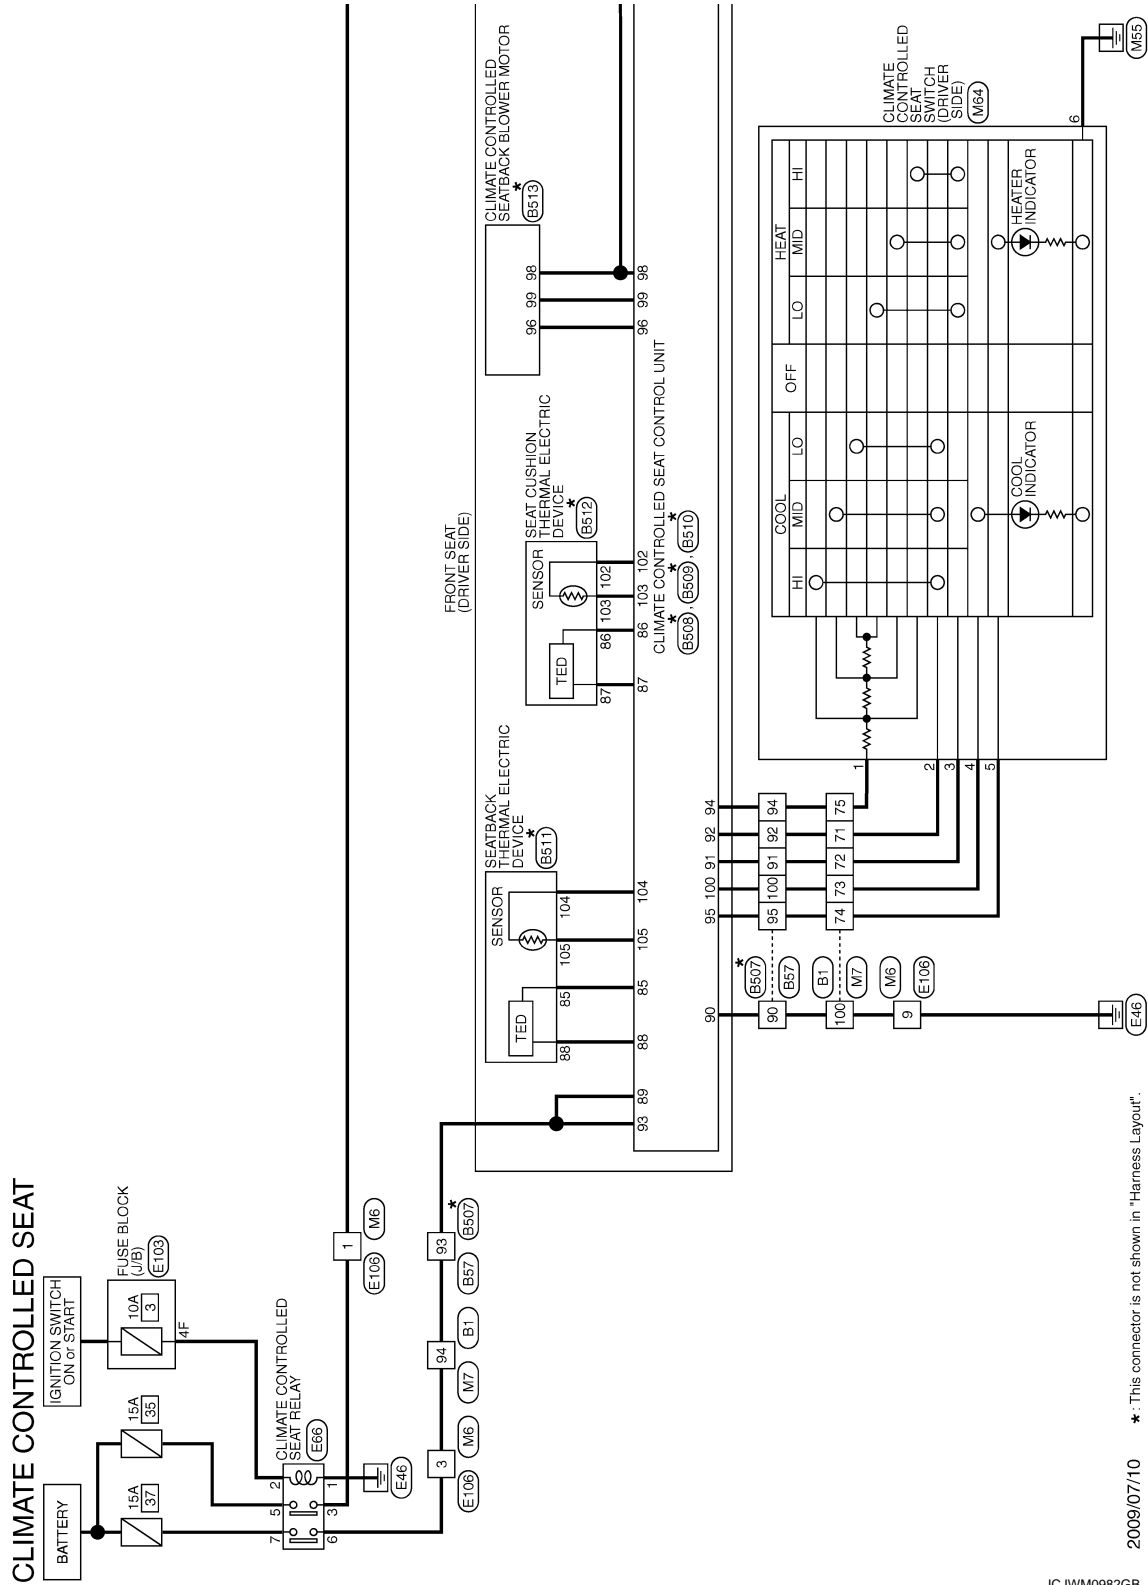 CLIMATE CONTROLLED SEAT
BATTERY
IGNITION SWITCH
ON or START
15A
37
15A
35
10A
3
FUSE BLOCK
(J/B)
E103
4F
7
5
2
6
3
1
CLIMATE CONTROLLED
SEAT RELAY
E66
E46
3
E106
M6
94
M7
B1
93
B57
B507
*
1
E106
M6
FRONT SEAT
(DRIVER SIDE)
SEATBACK
THERMAL ELECTRIC
DEVICE
*
B511
TED
SENSOR
88
85
105
104
SEAT CUSHION
THERMAL ELECTRIC
DEVICE
*
B512
TED
SENSOR
87
86
103
102
CLIMATE CONTROLLED
SEATBACK BLOWER MOTOR
*
B513
96
99
98
93
89
88
85
105
104
87
86
103
102
96
99
98
CLIMATE CONTROLLED SEAT CONTROL UNIT
*
B508 ,
*
B509 ,
*
B510
90
95
100
91
92
94
90
95
100
91
92
94
*
B507
B57
100
74
73
72
71
75
B1
M7
9
M6
E106
E46
1
2
3
4
5
6
COOL
OFF
HEAT
HI
MID
LO
LO
MID
HI
COOL
INDICATOR
HEATER
INDICATOR
CLIMATE
CONTROLLED
SEAT
SWITCH
(DRIVER
SIDE)
M64
M55
2009/07/10
* : This connector is not shown in "Harness Layout".
JCJWM0982GB